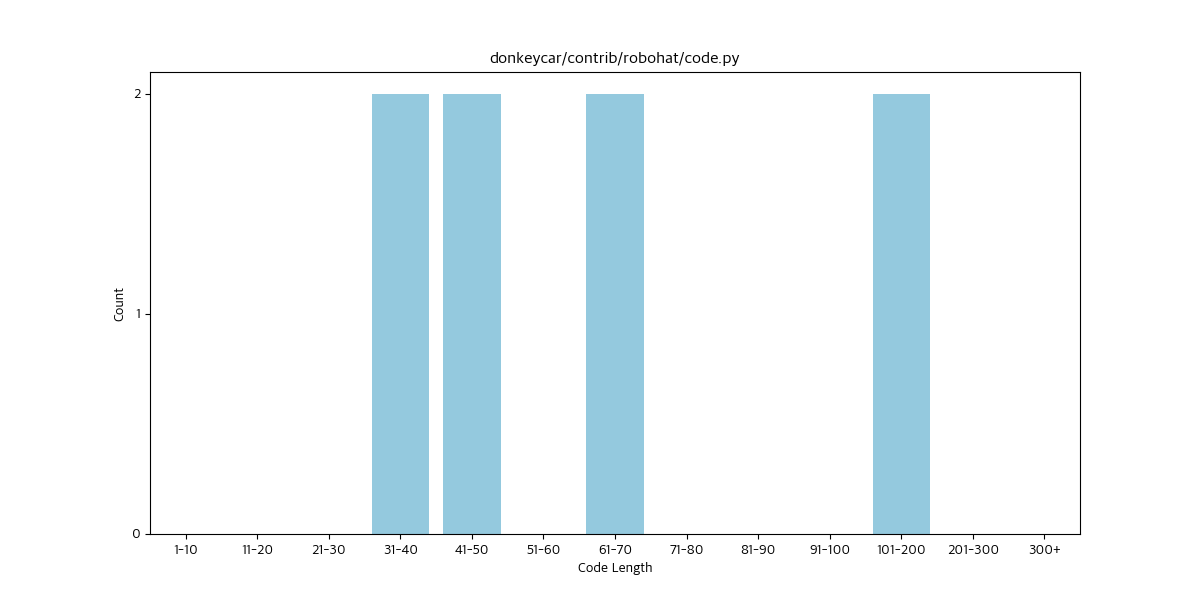 donkeycar/contrib/robohat/code.py
2
1
0
Count
1-10 11-20 21-30 31-40 41-50 51-60 61-70 71-80 81-90 91-100 101-200 201-300 300+
Code Length